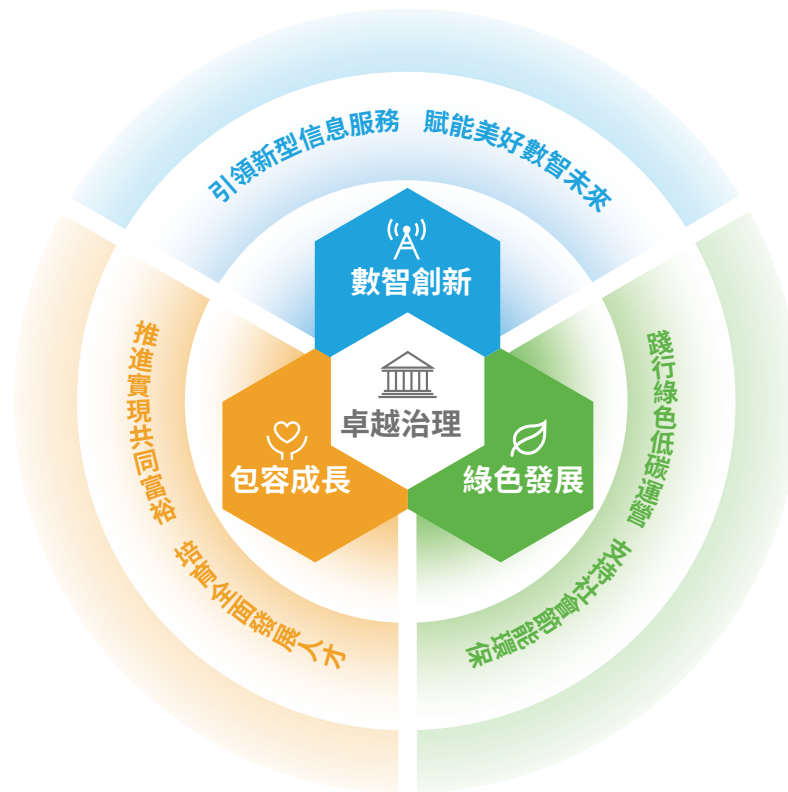 引領新型信息服務 賦能美好數智未來
數智創新
卓越治理
包容成長
綠色發展
推進實現共同富裕
培育全面發展人才
踐行綠色低碳運營
支持社會節能環保